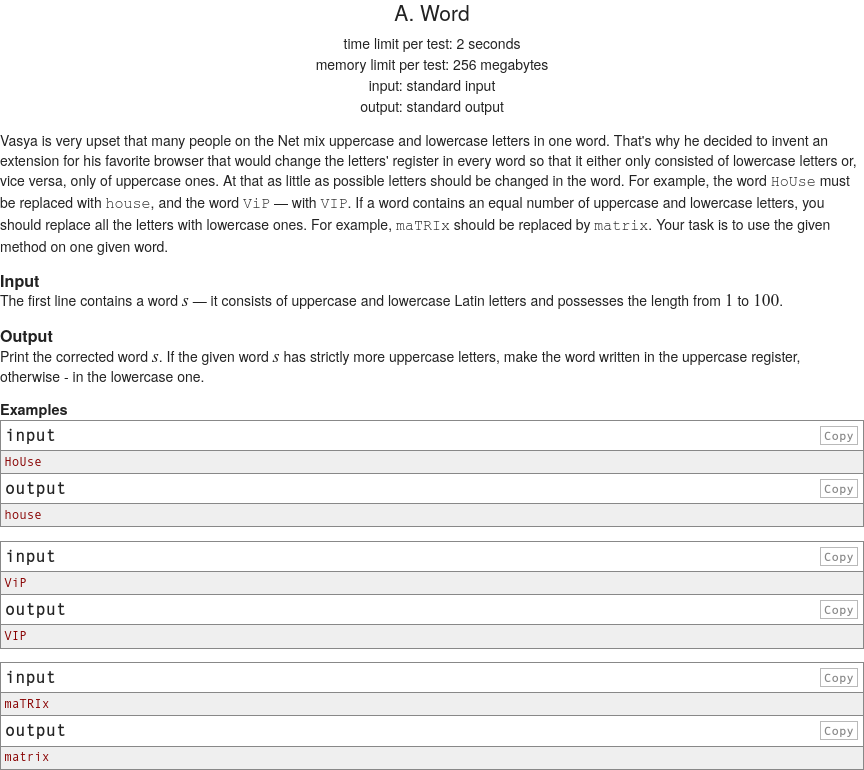 A. Word
time limit per test: 2 seconds
memory limit per test: 256 megabytes
input: standard input
output: standard output
Vasya is very upset that many people on the Net mix uppercase and lowercase letters in one word. That's why he decided to invent an
extension for his favorite browser that would change the letters' register in every word so that it either only consisted of lowercase letters or,
vice versa, only of uppercase ones. At that as little as possible letters should be changed in the word. For example, the word HoUse must
be replaced with house, and the word ViP — with VIP. If a word contains an equal number of uppercase and lowercase letters, you
should replace all the letters with lowercase ones. For example, maTRIx should be replaced by matrix. Your task is to use the given
method on one given word.
Input
The first line contains a word s — it consists of uppercase and lowercase Latin letters and possesses the length from 1 to 100.
Output
Print the corrected word s. If the given word s has strictly more uppercase letters, make the word written in the uppercase register,
otherwise - in the lowercase one.
Examples
input Copy
HoUse
output Copy
house
input Copy
ViP
output Copy
VIP
input Copy
maTRIx
output Copy
matrix